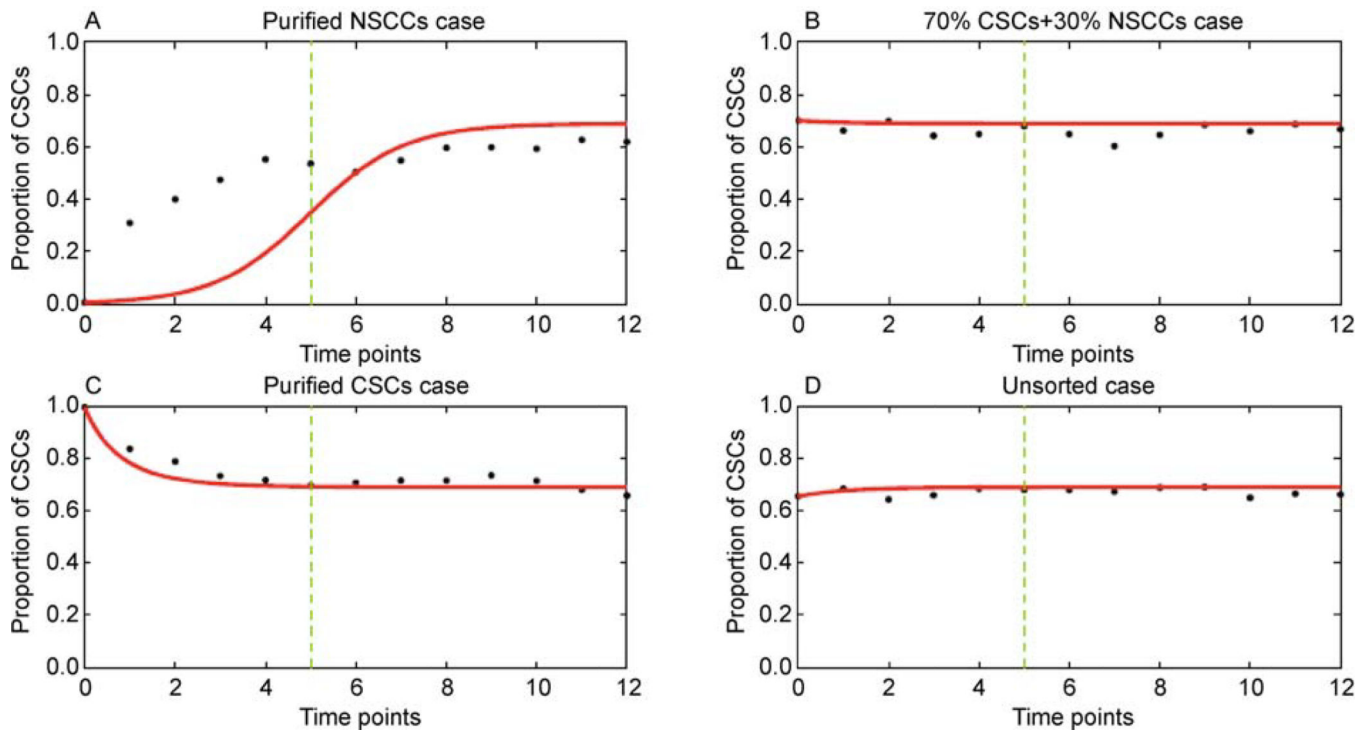 A Purified NSCCs case
1.0
0.8
0.6
0.4
0.2
0.0
Proportion of CSCs
0 2 4 6 8 10 12
Time points
B 70% CSCs+30% NSCCs case
1.0
0.8
0.6
0.4
0.2
0.0
Proportion of CSCs
0 2 4 6 8 10 12
Time points
C Purified CSCs case
1.0
0.8
0.6
0.4
0.2
0.0
Proportion of CSCs
0 2 4 6 8 10 12
Time points
D Unsorted case
1.0
0.8
0.6
0.4
0.2
0.0
Proportion of CSCs
0 2 4 6 8 10 12
Time points